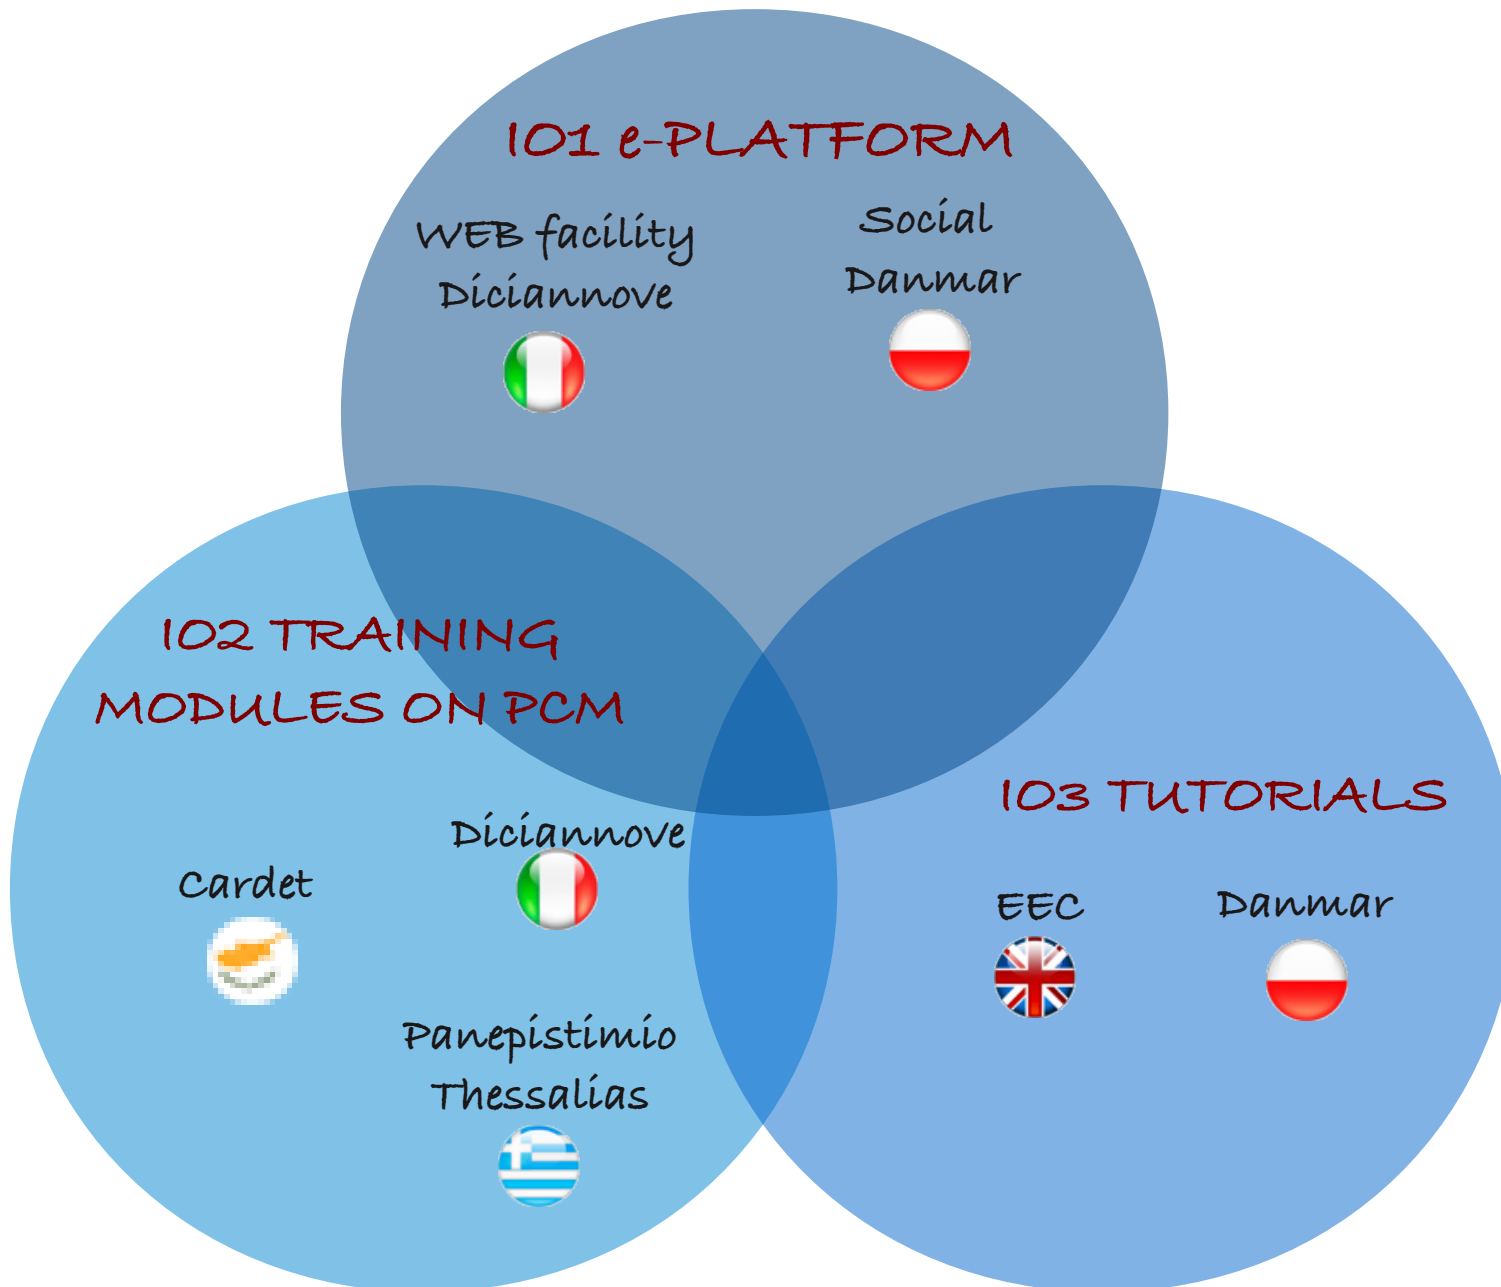 IO1 e-PLATFORM
WEB facility
Diciannove
Social
Danmar
IO2 TRAINING
MODULES ON PCM
Diciannove
Cardet
Panepistimio
Thessalias
IO3 TUTORIALS
EEC
Danmar